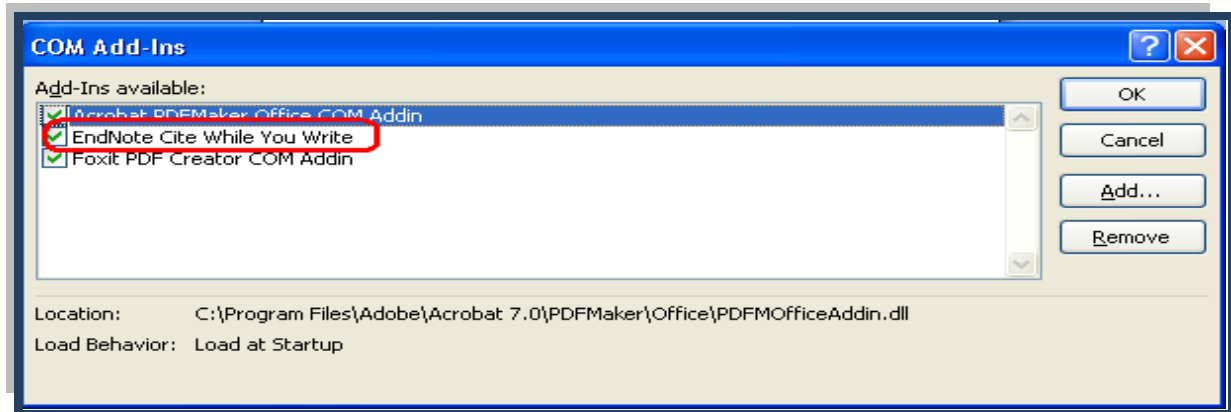 COM Add-Ins
Add-Ins available:
OK
Acrobat PDFMaker Office COM Addin
EndNote Cite While You Write
Cancel
Foxit PDF Creator COM Addin
Add...
Remove
Location: C:\Program Files\Adobe\Acrobat 7.0\PDFMaker\Office\PDFMOfficeAddin.dll
Load Behavior: Load at Startup